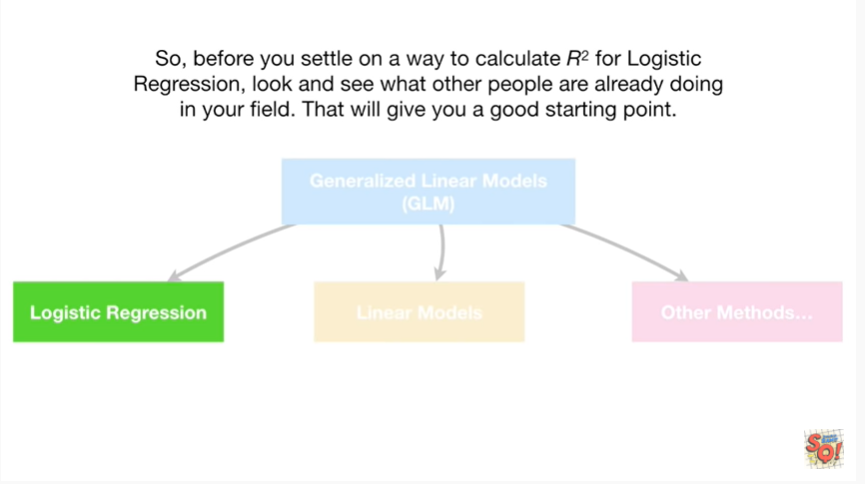 So, before you settle on a way to calculate R² for Logistic
Regression, look and see what other people are already doing
in your field. That will give you a good starting point.
Generalized Linear Models
(GLM)
Logistic Regression
Linear Models
Other Methods...
SQ!